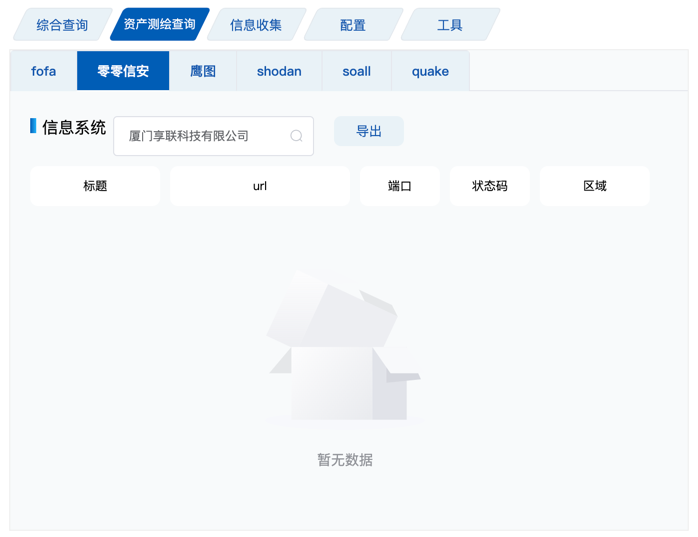 综合查询 资产测绘查询 信息收集 配置 工具
fofa 零零信安 鹰图 shodan soall quake
信息系统 厦门享联科技有限公司 导出
标题 url 端口 状态码 区域
暂无数据